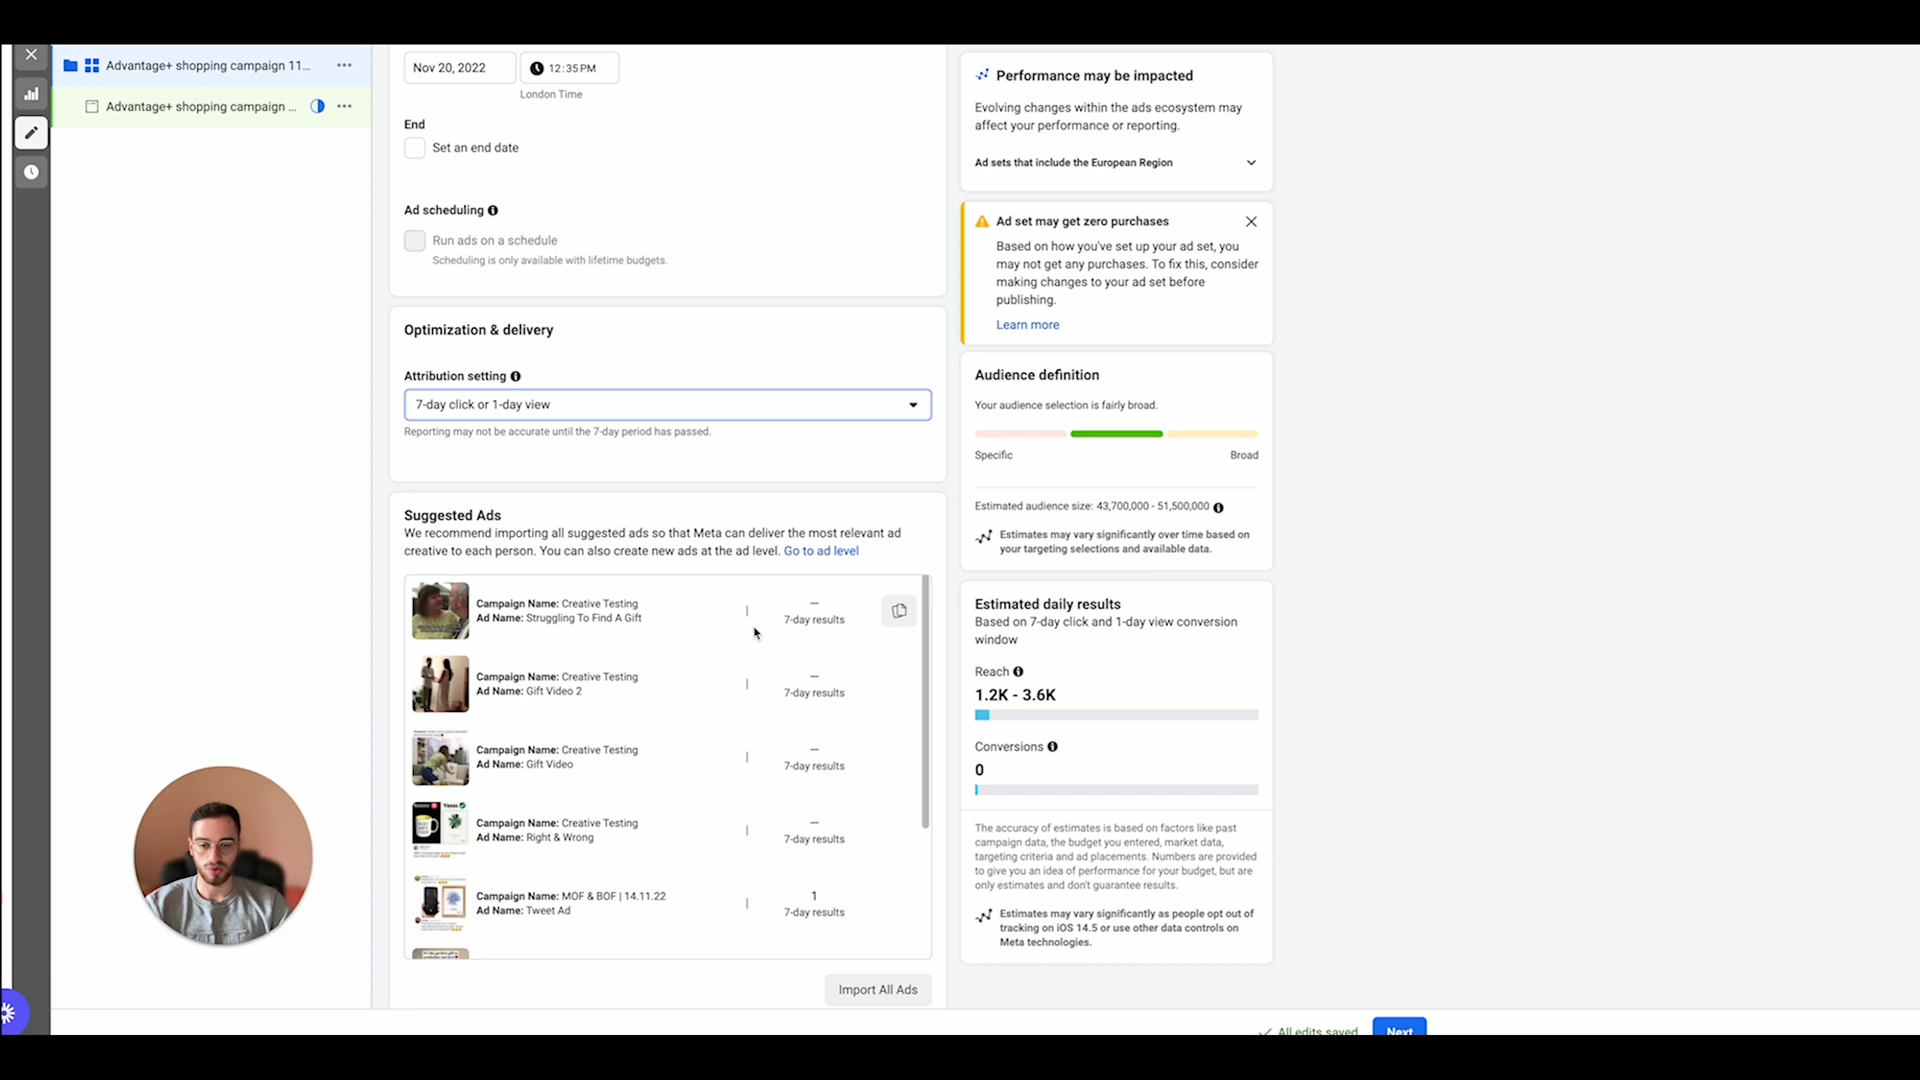 Advantage+ shopping campaign 11...
Advantage+ shopping campaign ...
Nov 20, 2022
12:35 PM
London Time
End
Set an end date
Ad scheduling
Run ads on a schedule
Scheduling is only available with lifetime budgets.
Optimization & delivery
Attribution setting
7-day click or 1-day view
Reporting may not be accurate until the 7-day period has passed.
Suggested Ads
We recommend importing all suggested ads so that Meta can deliver the most relevant ad
creative to each person. You can also create new ads at the ad level. Go to ad level
Campaign Name: Creative Testing
Ad Name: Struggling To Find A Gift
—
7-day results
Campaign Name: Creative Testing
Ad Name: Gift Video 2
—
7-day results
Campaign Name: Creative Testing
Ad Name: Gift Video
—
7-day results
Campaign Name: Creative Testing
Ad Name: Right & Wrong
—
7-day results
Campaign Name: MOF & BOF | 14.11.22
Ad Name: Tweet Ad
1
7-day results
Import All Ads
Performance may be impacted
Evolving changes within the ads ecosystem may
affect your performance or reporting.
Ad sets that include the European Region
Ad set may get zero purchases
Based on how you've set up your ad set, you
may not get any purchases. To fix this, consider
making changes to your ad set before
publishing.
Learn more
Audience definition
Your audience selection is fairly broad.
Specific
Broad
Estimated audience size: 43,700,000 - 51,500,000
Estimates may vary significantly over time based on
your targeting selections and available data.
Estimated daily results
Based on 7-day click and 1-day view conversion
window
Reach
1.2K - 3.6K
Conversions
0
The accuracy of estimates is based on factors like past
campaign data, the budget you entered, market data,
targeting criteria and ad placements. Numbers are provided
to give you an idea of performance for your budget, but are
only estimates and don't guarantee results.
Estimates may vary significantly as people opt out of
tracking on iOS 14.5 or use other data controls on
Meta technologies.
All edits saved
Next